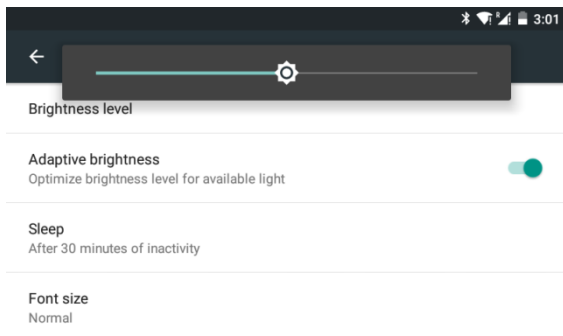 R
3:01
Brightness level
Adaptive brightness
Optimize brightness level for available light
Sleep
After 30 minutes of inactivity
Font size
Normal